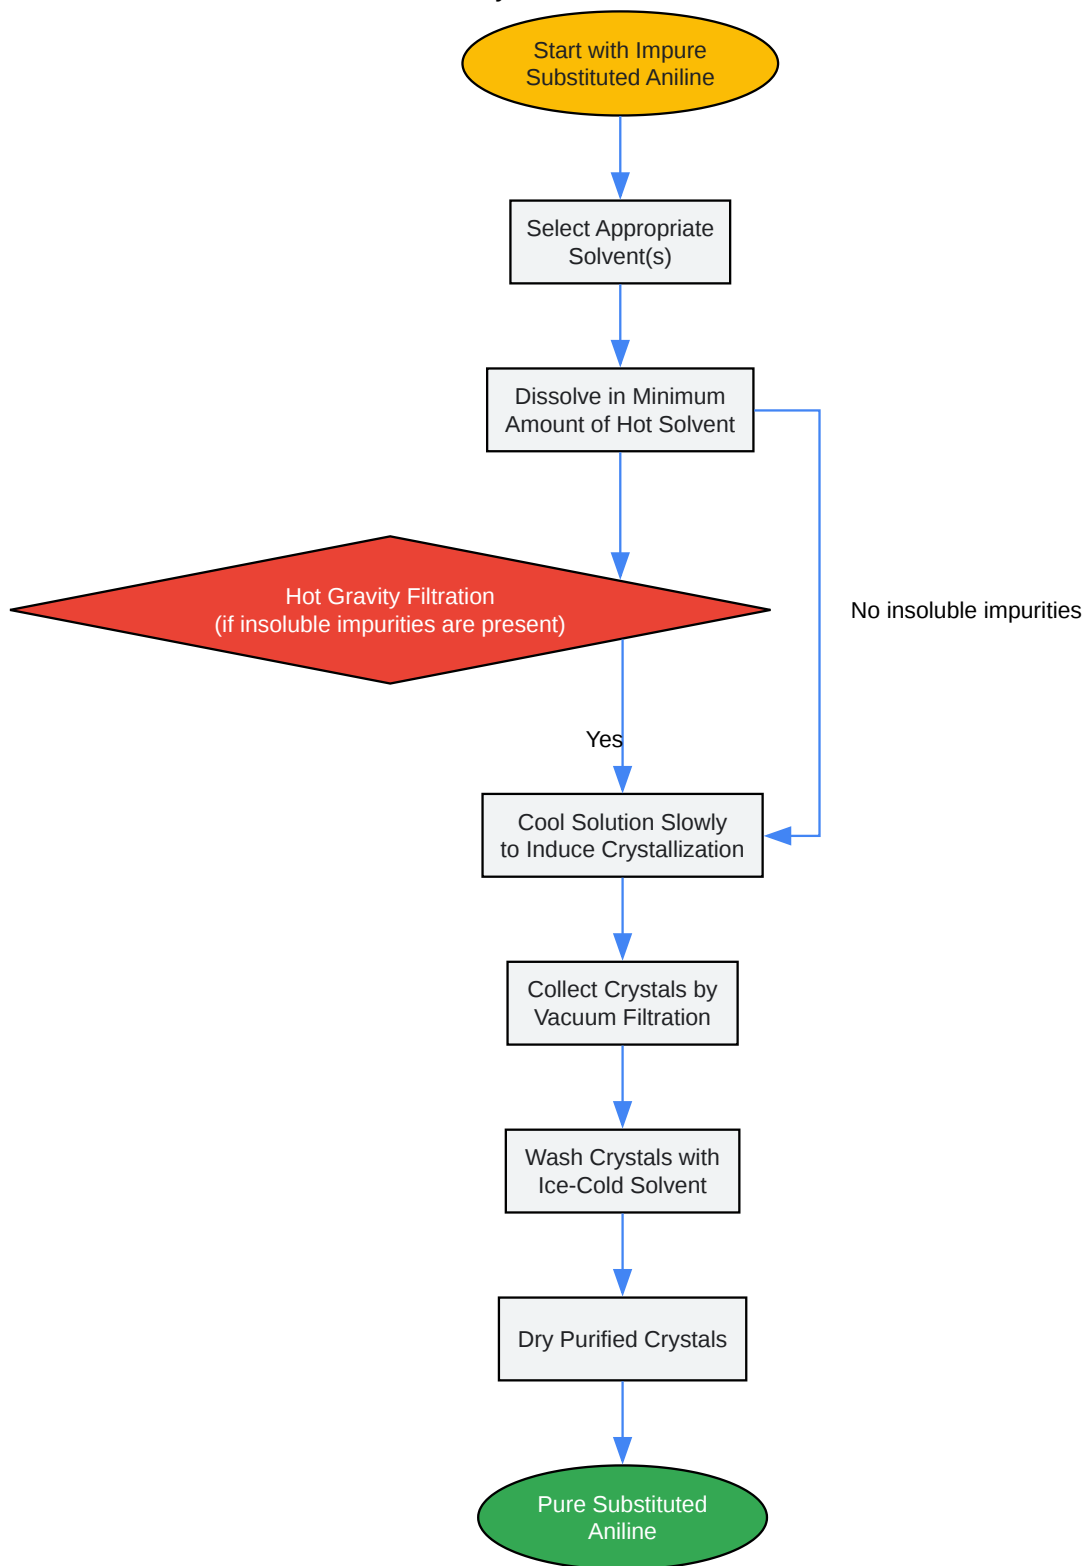 Start with Impure
Substituted Aniline
Select Appropriate
Solvent(s)
Dissolve in Minimum
Amount of Hot Solvent
Hot Gravity Filtration
(if insoluble impurities are present)
No insoluble impurities
Yes
Cool Solution Slowly
to Induce Crystallization
Collect Crystals by
Vacuum Filtration
Wash Crystals with
Ice-Cold Solvent
Dry Purified Crystals
Pure Substituted
Aniline